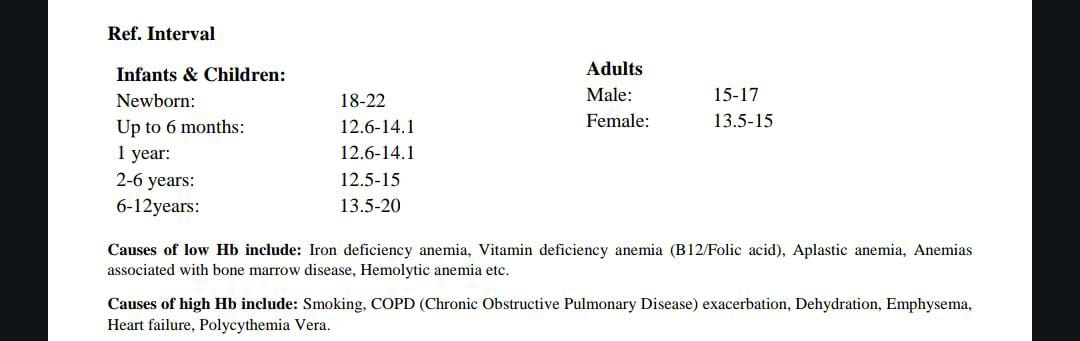 Ref. Interval
Infants & Children:
Newborn: 18-22
Up to 6 months: 12.6-14.1
1 year: 12.6-14.1
2-6 years: 12.5-15
6-12years: 13.5-20
Adults
Male: 15-17
Female: 13.5-15
Causes of low Hb include: Iron deficiency anemia, Vitamin deficiency anemia (B12/Folic acid), Aplastic anemia, Anemias
associated with bone marrow disease, Hemolytic anemia etc.
Causes of high Hb include: Smoking, COPD (Chronic Obstructive Pulmonary Disease) exacerbation, Dehydration, Emphysema,
Heart failure, Polycythemia Vera.